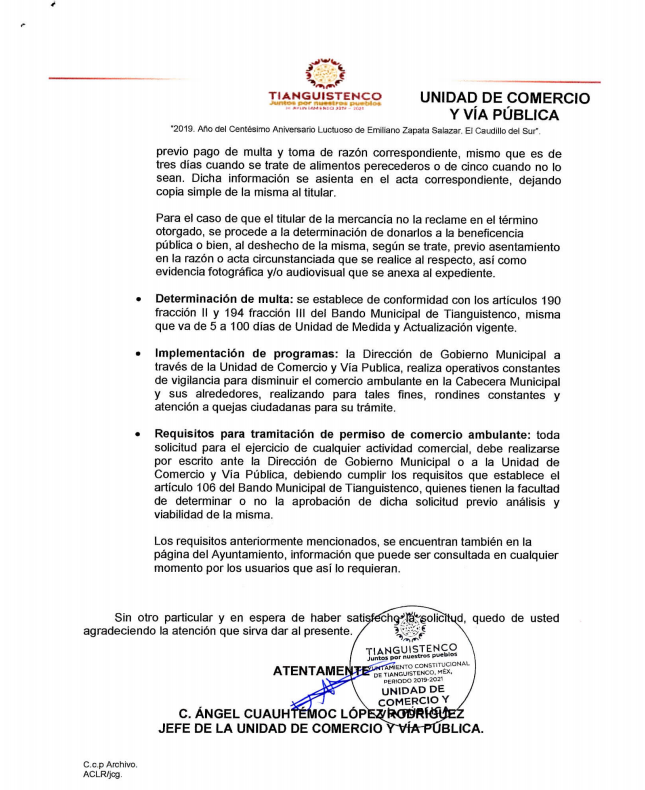 TIANGUISTENCO
Juntos por nuestros pueblos
H. AYUNTAMIENTO 2019 - 2021
UNIDAD DE COMERCIO
Y VÍA PÚBLICA
"2019. Año del Centésimo Aniversario Luctuoso de Emiliano Zapata Salazar. El Caudillo del Sur".
previo pago de multa y toma de razón correspondiente, mismo que es de
tres días cuando se trate de alimentos perecederos o de cinco cuando no lo
sean. Dicha información se asienta en el acta correspondiente, dejando
copia simple de la misma al titular.
Para el caso de que el titular de la mercancia no la reclame en el término
otorgado, se procede a la determinación de donarlos a la beneficencia
pública o bien, al deshecho de la misma, según se trate, previo asentamiento
en la razón o acta circunstanciada que se realice al respecto, así como
evidencia fotográfica y/o audiovisual que se anexa al expediente.
• Determinación de multa: se establece de conformidad con los artículos 190
fracción II y 194 fracción III del Bando Municipal de Tianguistenco, misma
que va de 5 a 100 días de Unidad de Medida y Actualización vigente.
• Implementación de programas: la Dirección de Gobierno Municipal a
través de la Unidad de Comercio y Vía Publica, realiza operativos constantes
de vigilancia para disminuir el comercio ambulante en la Cabecera Municipal
y sus alrededores, realizando para tales fines, rondines constantes y
atención a quejas ciudadanas para su trámite.
• Requisitos para tramitación de permiso de comercio ambulante: toda
solicitud para el ejercicio de cualquier actividad comercial, debe realizarse
por escrito ante la Dirección de Gobierno Municipal o a la Unidad de
Comercio y Vía Pública, debiendo cumplir los requisitos que establece el
artículo 106 del Bando Municipal de Tianguistenco, quienes tienen la facultad
de determinar o no la aprobación de dicha solicitud previo análisis y
viabilidad de la misma.
Los requisitos anteriormente mencionados, se encuentran también en la
página del Ayuntamiento, información que puede ser consultada en cualquier
momento por los usuarios que así lo requieran.
Sin otro particular y en espera de haber satisfecho la solicitud, quedo de usted
agradeciendo la atención que sirva dar al presente.
TIANGUISTENCO
Juntos por nuestros pueblos
AYUNTAMIENTO CONSTITUCIONAL
DE TIANGUISTENCO, MÉX.
PERIODO 2019-2021
UNIDAD DE
COMERCIO Y
VÍA PÚBLICA
ATENTAMENTE
C. ÁNGEL CUAUHTÉMOC LÓPEZ RODRÍGUEZ
JEFE DE LA UNIDAD DE COMERCIO Y VÍA PÚBLICA.
C.c.p Archivo.
ACLR/jcg.